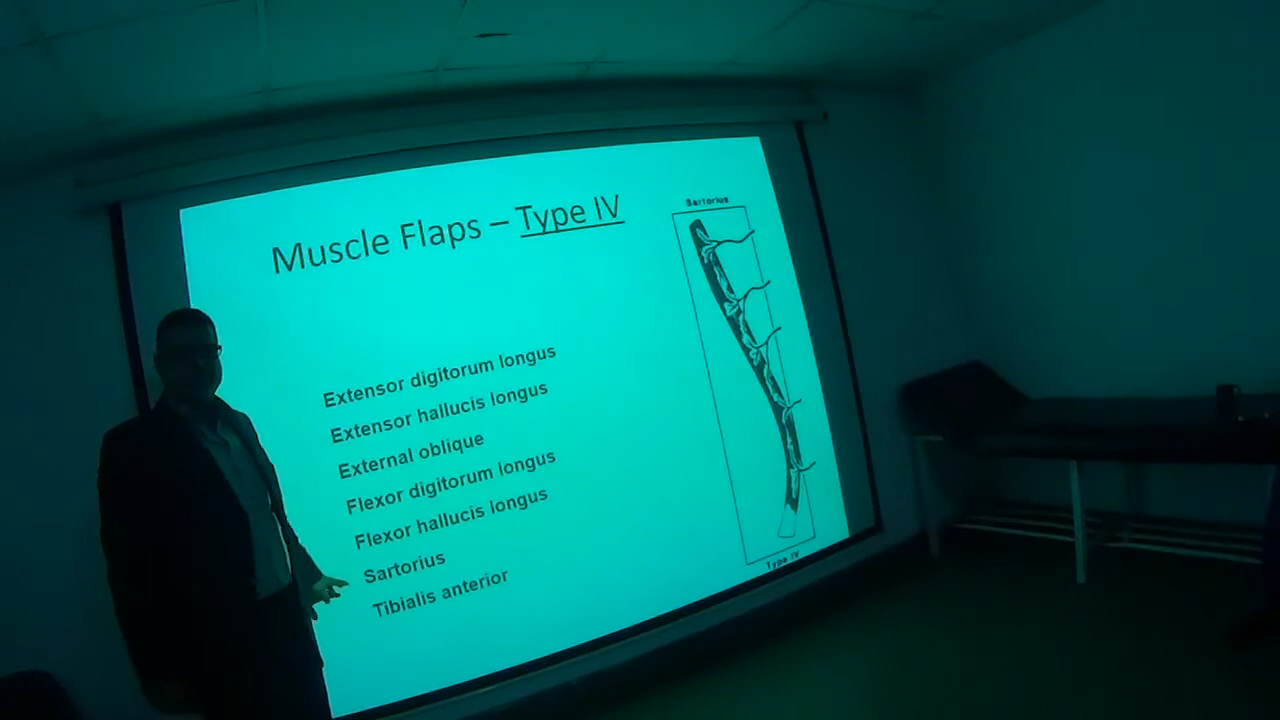 Muscle Flaps – Type IV
Sartorius
Extensor digitorum longus
Extensor hallucis longus
External oblique
Flexor digitorum longus
Flexor hallucis longus
Sartorius
Tibialis anterior
Type IV